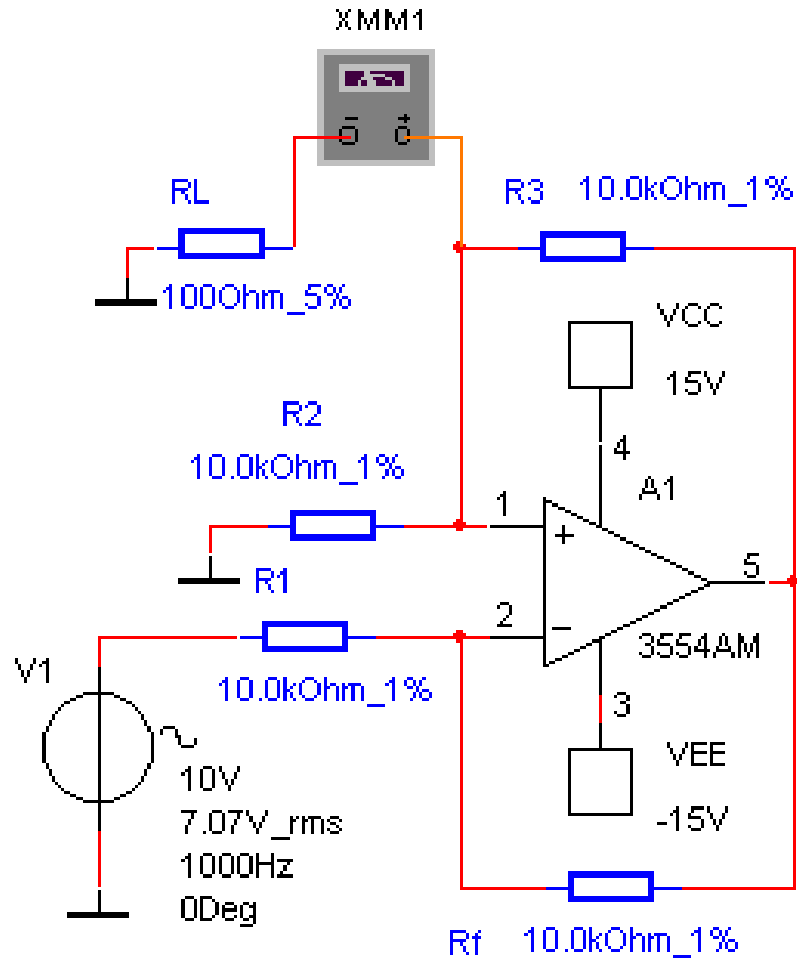 XMM1
− +
RL
R3 10.0kOhm_1%
100Ohm_5%
VCC
15V
R2
10.0kOhm_1%
4
A1
1
+
R1
5
2
−
3554AM
10.0kOhm_1%
V1
3
10V
VEE
7.07V_rms
-15V
1000Hz
0Deg
Rf 10.0kOhm_1%